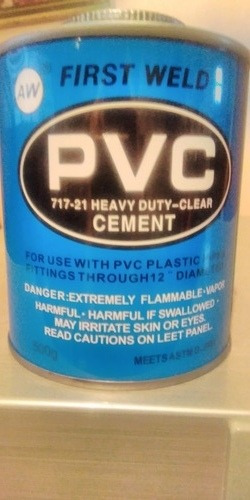 AW
FIRST WELD
PVC
717-21 HEAVY DUTY-CLEAR
CEMENT
FOR USE WITH PVC PLASTIC
FITTINGS THROUGH 12" DIAMETER
DANGER:EXTREMELY FLAMMABLE·VAPOR
HARMFUL· HARMFUL IF SWALLOWED ·
MAY IRRITATE SKIN OR EYES.
READ CAUTIONS ON LEET PANEL.
500g
MEETS ASTM